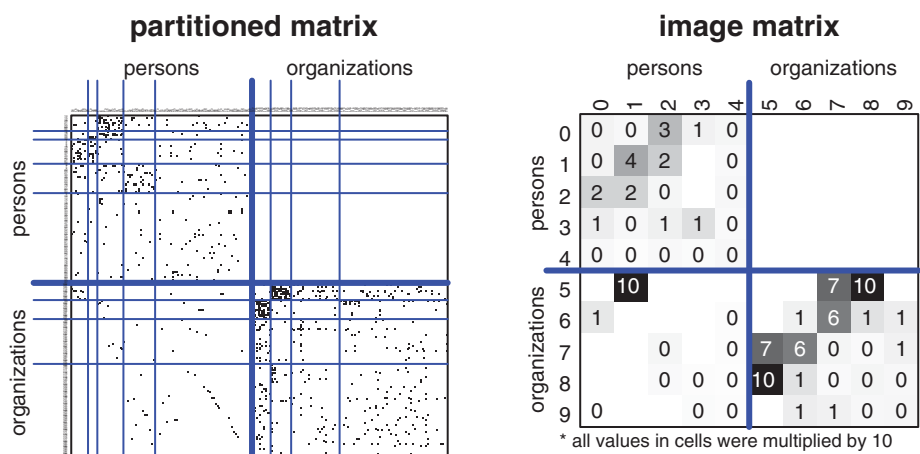 partitioned matrix
persons organizations
persons
organizations
image matrix
persons organizations
0 1 2 3 4 5 6 7 8 9
persons
organizations
0 0 0 3 1 0
1 0 4 2 0
2 2 2 0 0
3 1 0 1 1 0
4 0 0 0 0 0
5 10 7 10
6 1 0 1 6 1 1
7 0 0 7 6 0 0 1
8 0 0 0 10 1 0 0 0
9 0 0 0 1 1 0 0
* all values in cells were multiplied by 10